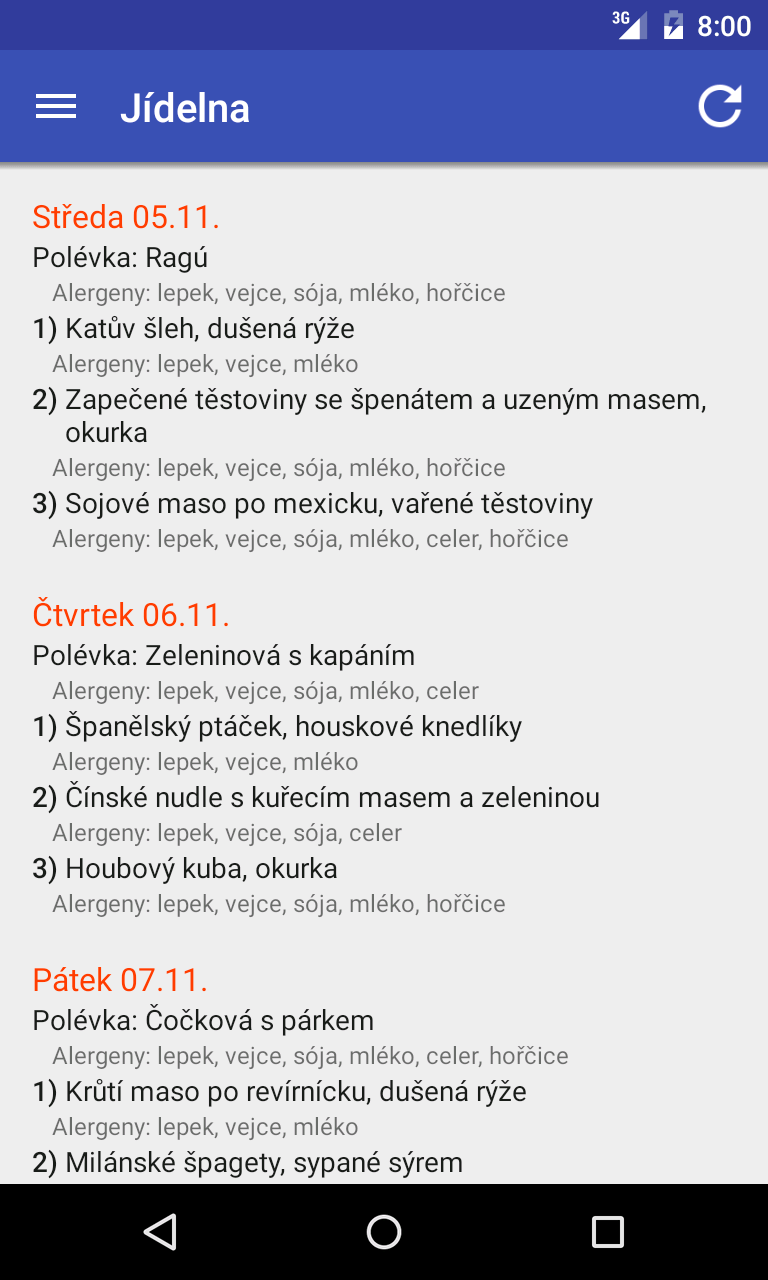 3G 8:00
Jídelna
Středa 05.11.
Polévka: Ragú
Alergeny: lepek, vejce, sója, mléko, hořčice
1) Katův šleh, dušená rýže
Alergeny: lepek, vejce, mléko
2) Zapečené těstoviny se špenátem a uzeným masem,
okurka
Alergeny: lepek, vejce, sója, mléko, hořčice
3) Sojové maso po mexicku, vařené těstoviny
Alergeny: lepek, vejce, sója, mléko, celer, hořčice
Čtvrtek 06.11.
Polévka: Zeleninová s kapáním
Alergeny: lepek, vejce, sója, mléko, celer
1) Španělský ptáček, houskové knedlíky
Alergeny: lepek, vejce, mléko
2) Čínské nudle s kuřecím masem a zeleninou
Alergeny: lepek, vejce, sója, celer
3) Houbový kuba, okurka
Alergeny: lepek, vejce, sója, mléko, hořčice
Pátek 07.11.
Polévka: Čočková s párkem
Alergeny: lepek, vejce, sója, mléko, celer, hořčice
1) Krůtí maso po revírnícku, dušená rýže
Alergeny: lepek, vejce, mléko
2) Milánské špagety, sypané sýrem